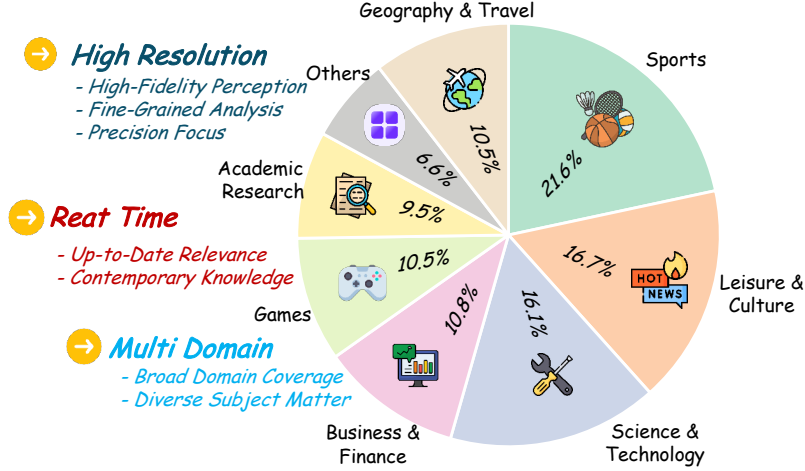 Geography & Travel
High Resolution
- High-Fidelity Perception
- Fine-Grained Analysis
- Precision Focus
Others
Sports
10.5%
6.6%
21.6%
Academic
Research
9.5%
Reat Time
- Up-to-Date Relevance
- Contemporary Knowledge
16.7%
HOT
NEWS
Leisure &
Culture
10.5%
Games
10.8%
16.1%
Multi Domain
- Broad Domain Coverage
- Diverse Subject Matter
Business &
Finance
Science &
Technology